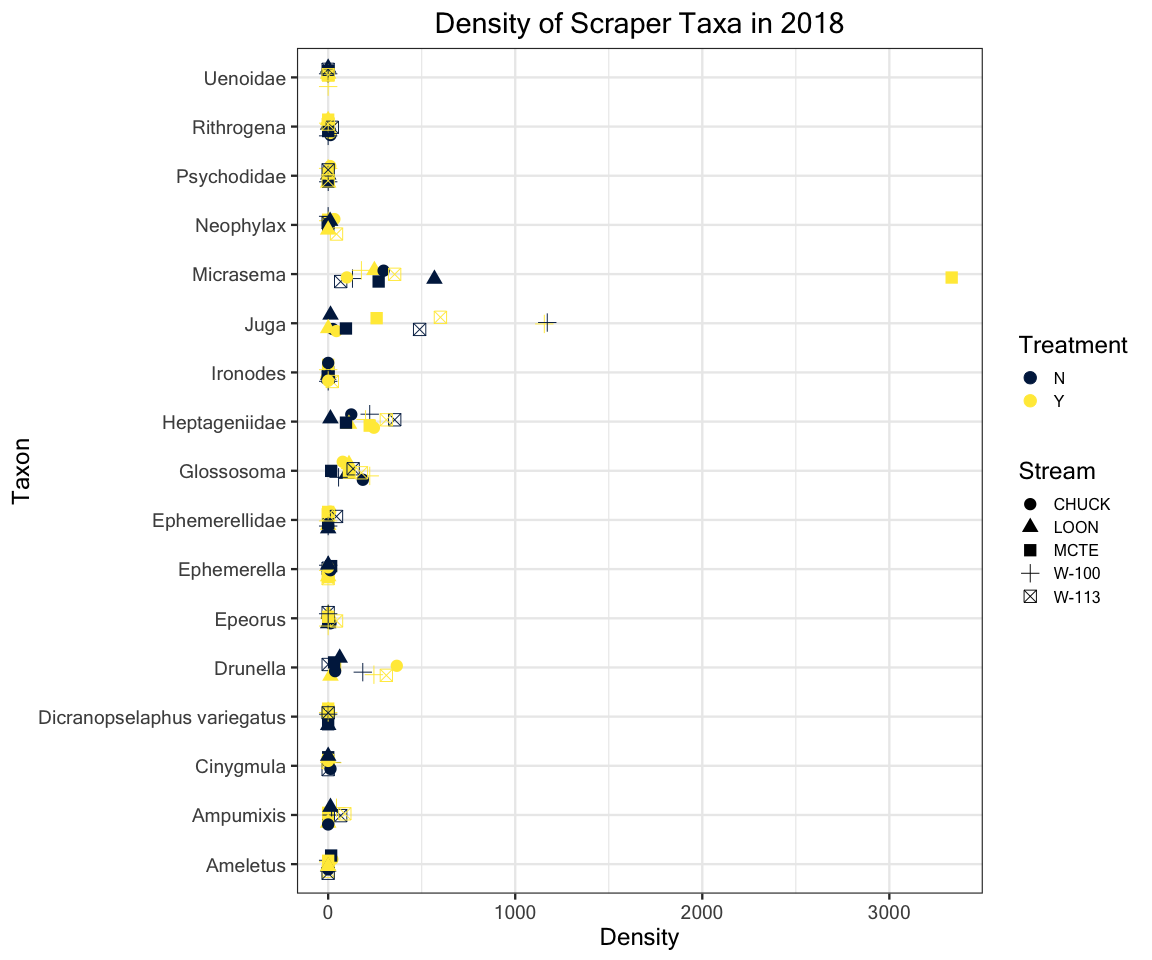 Density of Scraper Taxa in 2018
Taxon
Uenoidae
Rithrogena
Psychodidae
Neophylax
Micrasema
Juga
Ironodes
Heptageniidae
Glossosoma
Ephemerellidae
Ephemerella
Epeorus
Drunella
Dicranopselaphus variegatus
Cinygmula
Ampumixis
Ameletus
0 1000 2000 3000
Density
Treatment
N
Y
Stream
CHUCK
LOON
MCTE
W-100
W-113